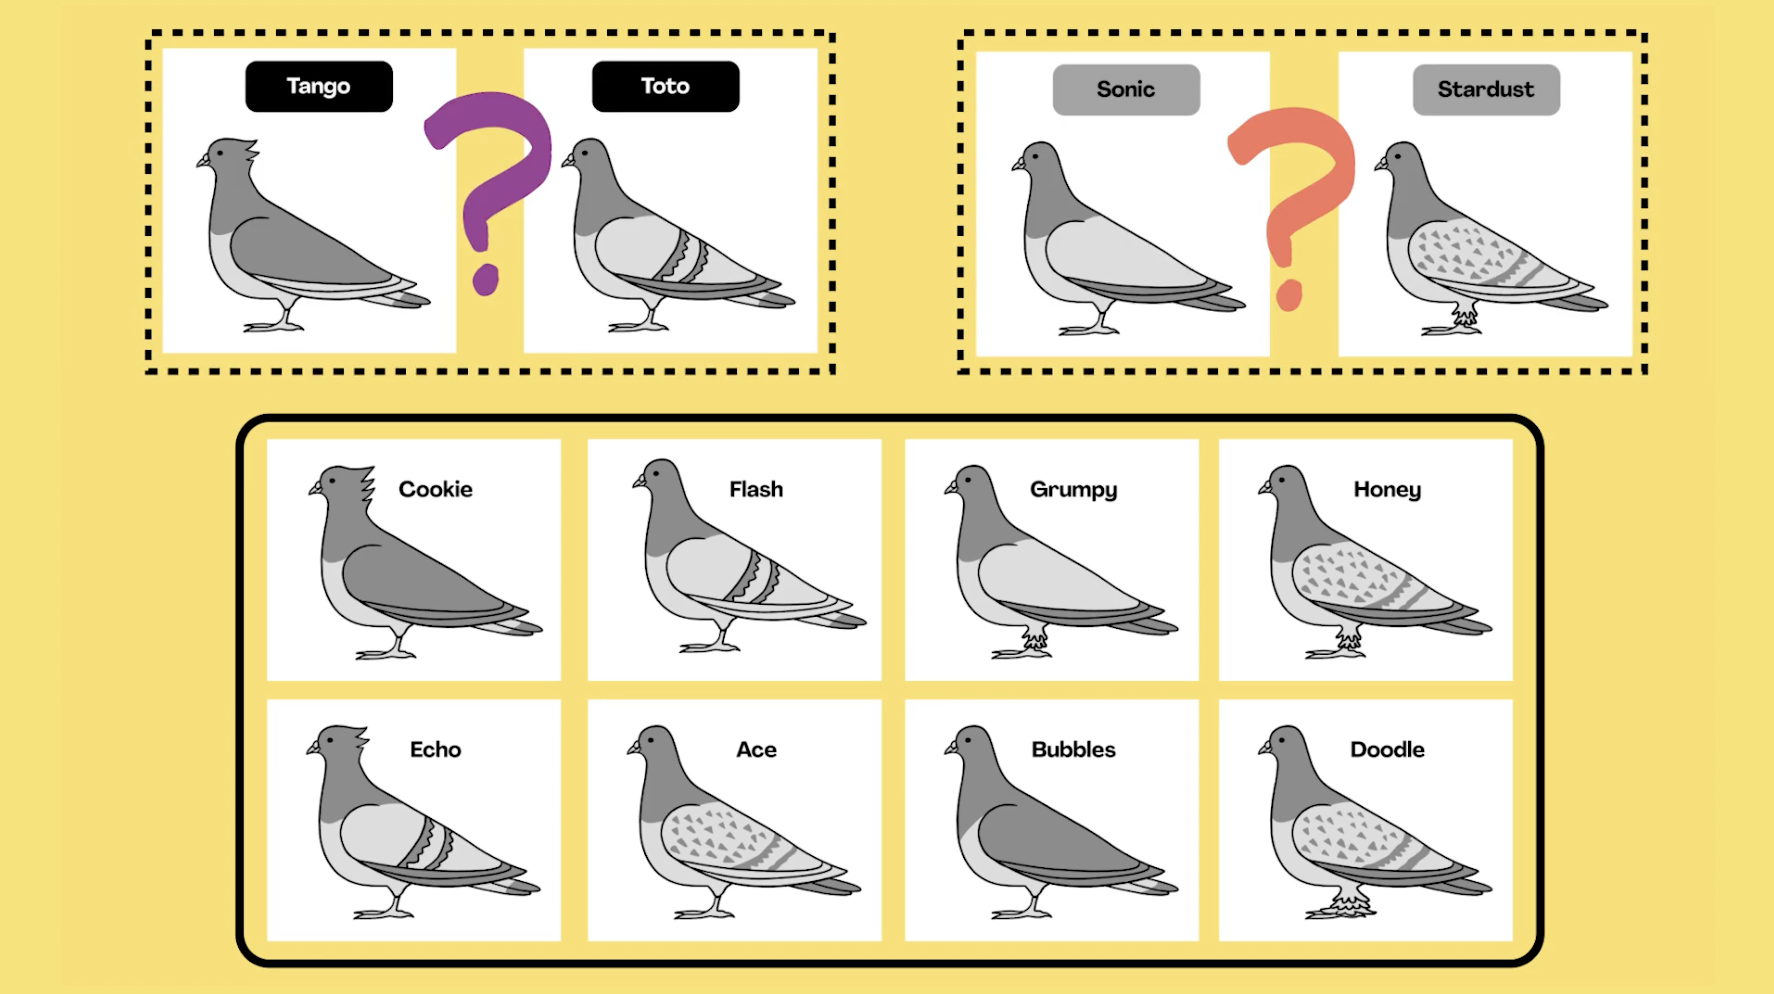 Tango
Toto
Sonic
Stardust
?
?
Cookie
Flash
Grumpy
Honey
Echo
Ace
Bubbles
Doodle